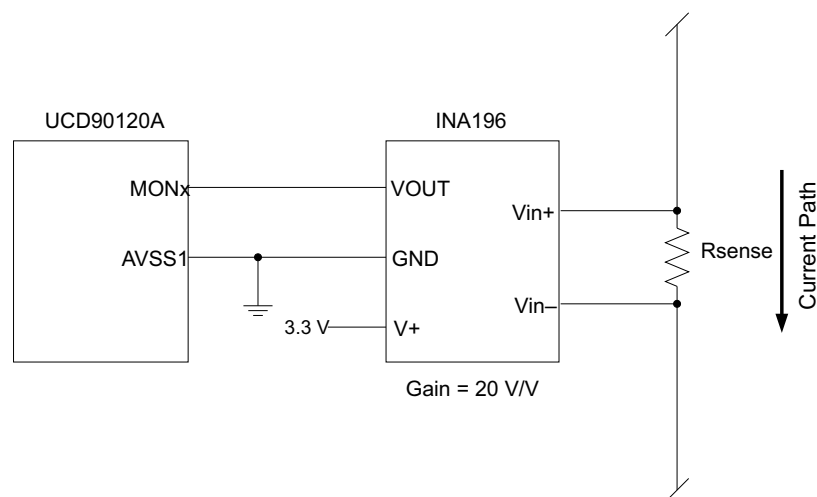 UCD90120A
INA196
MONx
VOUT
Vin+
AVSS1
GND
Rsense
Current Path
Vin–
3.3 V
V+
Gain = 20 V/V